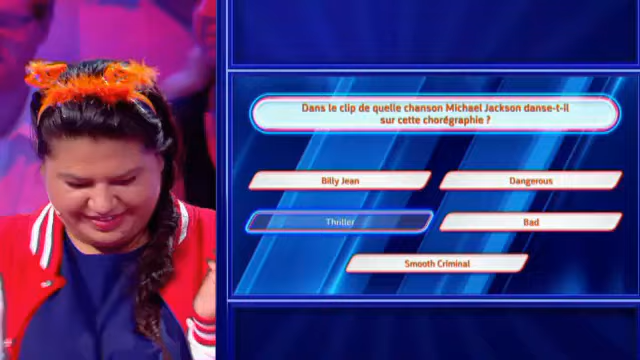 Dans le clip de quelle chanson Michael Jackson danse-t-il
sur cette chorégraphie ?
Billy Jean
Dangerous
Thriller
Bad
Smooth Criminal